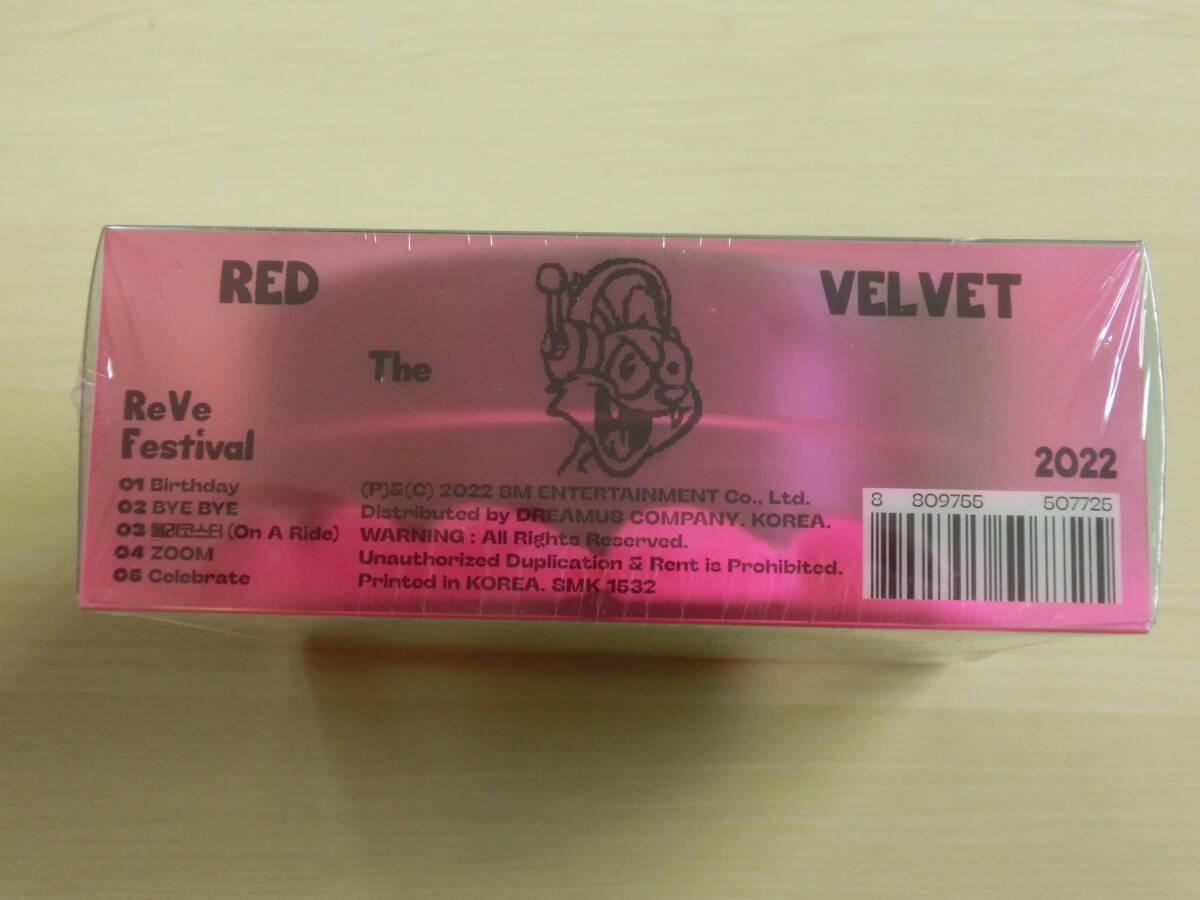 RED VELVET
The
ReVe
Festival
2022
01 Birthday
02 BYE BYE
03 롤러코스터 (On A Ride)
04 ZOOM
05 Celebrate
(P)&(C) 2022 SM ENTERTAINMENT Co., Ltd.
Distributed by DREAMUS COMPANY. KOREA.
WARNING : All Rights Reserved.
Unauthorized Duplication & Rent is Prohibited.
Printed in KOREA. SMK 1532
8 809755 507725